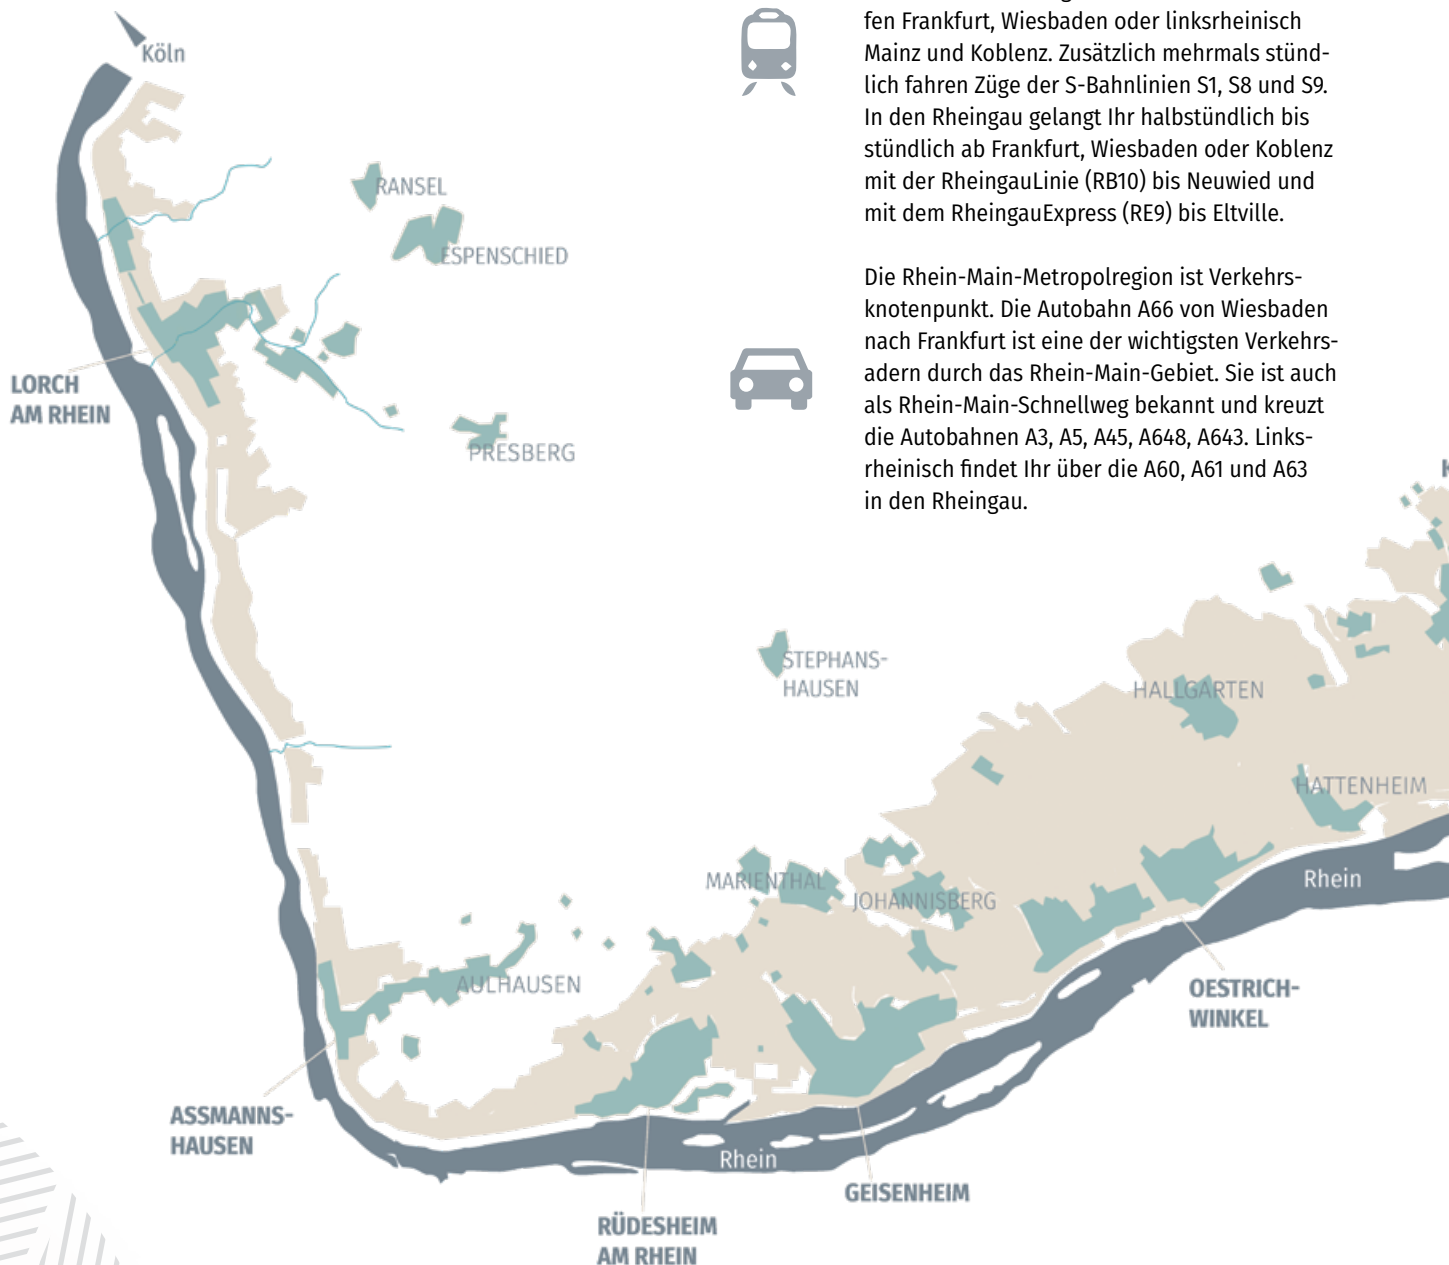 fen Frankfurt, Wiesbaden oder linksrheinisch
Mainz und Koblenz. Zusätzlich mehrmals stünd-
lich fahren Züge der S-Bahnlinien S1, S8 und S9.
In den Rheingau gelangt Ihr halbstündlich bis
stündlich ab Frankfurt, Wiesbaden oder Koblenz
mit der RheingauLinie (RB10) bis Neuwied und
mit dem RheingauExpress (RE9) bis Eltville.
Die Rhein-Main-Metropolregion ist Verkehrs-
knotenpunkt. Die Autobahn A66 von Wiesbaden
nach Frankfurt ist eine der wichtigsten Verkehrs-
adern durch das Rhein-Main-Gebiet. Sie ist auch
als Rhein-Main-Schnellweg bekannt und kreuzt
die Autobahnen A3, A5, A45, A648, A643. Links-
rheinisch findet Ihr über die A60, A61 und A63
in den Rheingau.
Köln
RANSEL
ESPENSCHIED
LORCH
AM RHEIN
PRESBERG
STEPHANS-
HAUSEN
HALLGARTEN
HATTENHEIM
MARIENTHAL
JOHANNISBERG
Rhein
AULHAUSEN
OESTRICH-
WINKEL
ASSMANNS-
HAUSEN
Rhein
GEISENHEIM
RÜDESHEIM
AM RHEIN